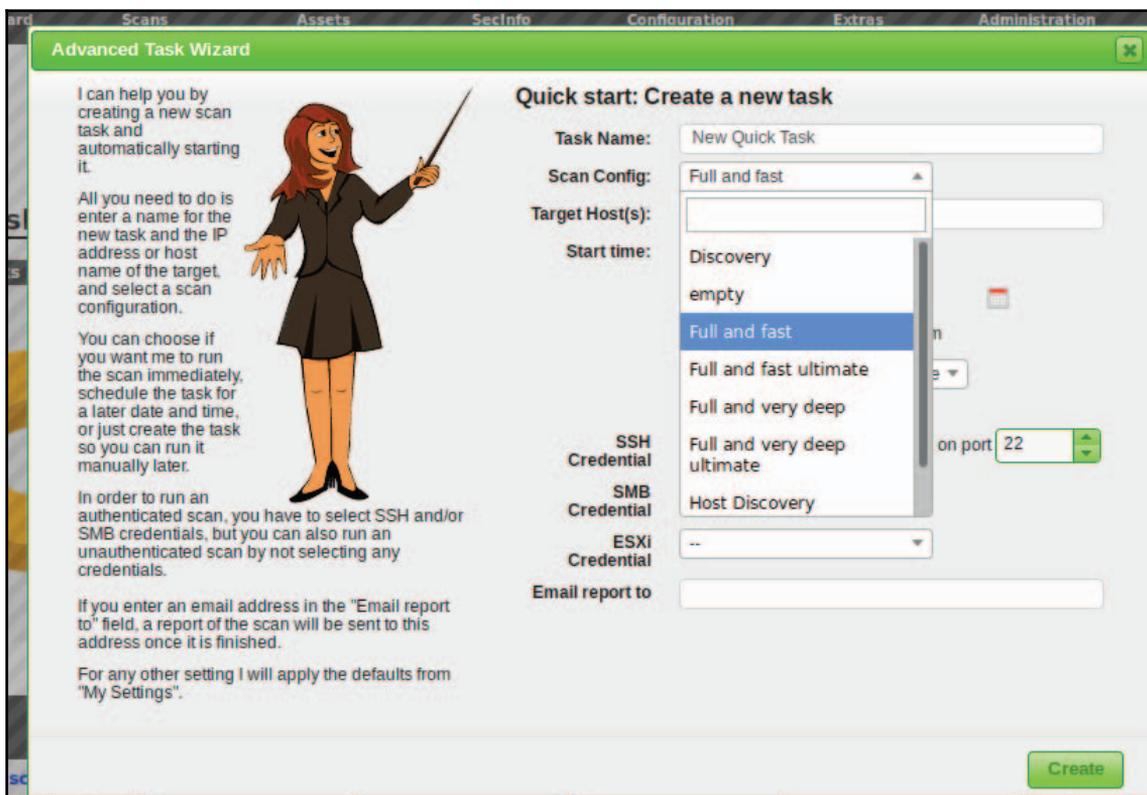 ard Scans Assets SecInfo Configuration Extras Administration
Advanced Task Wizard
I can help you by
creating a new scan
task and
automatically starting
it.
All you need to do is
enter a name for the
new task and the IP
address or host
name of the target,
and select a scan
configuration.
You can choose if
you want me to run
the scan immediately,
schedule the task for
a later date and time,
or just create the task
so you can run it
manually later.
In order to run an
authenticated scan, you have to select SSH and/or
SMB credentials, but you can also run an
unauthenticated scan by not selecting any
credentials.
If you enter an email address in the "Email report
to" field, a report of the scan will be sent to this
address once it is finished.
For any other setting I will apply the defaults from
"My Settings".
Quick start: Create a new task
Task Name: New Quick Task
Scan Config: Full and fast
Target Host(s):
Start time:
Discovery
empty
Full and fast
Full and fast ultimate
Full and very deep
Full and very deep
ultimate
Host Discovery
SSH
Credential
on port 22
SMB
Credential
ESXi
Credential
--
Email report to
Create